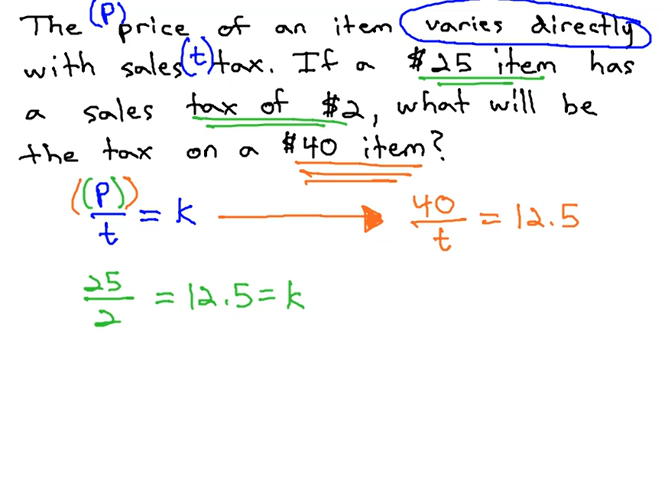 The (P) price of an item varies directly
with sales (t) tax. If a $25 item has
a sales tax of $2, what will be
the tax on a $40 item?
((P))/t = k → 40/t = 12.5
25/2 = 12.5 = k